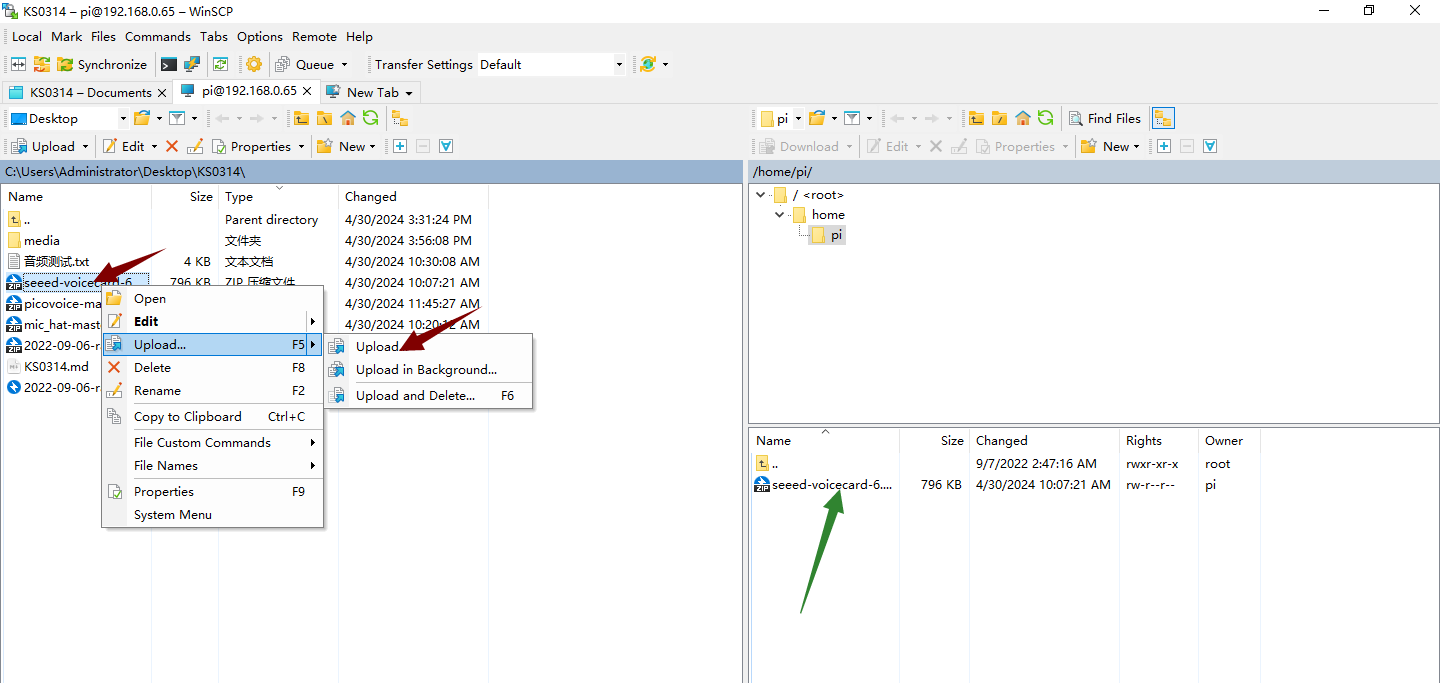 KS0314 – pi@192.168.0.65 – WinSCP
Local Mark Files Commands Tabs Options Remote Help
Synchronize Queue Transfer Settings Default
KS0314 – Documents pi@192.168.0.65 New Tab
Desktop
Upload Edit Properties New
C:\Users\Administrator\Desktop\KS0314\
Name Size Type Changed
.. Parent directory 4/30/2024 3:31:24 PM
media 文件夹 4/30/2024 3:56:08 PM
音频测试.txt 4 KB 文本文档 4/30/2024 10:30:08 AM
seeed-voicecard-6 796 KB ZIP 压缩文件 4/30/2024 10:07:21 AM
picovoice-ma 4/30/2024 11:45:27 AM
mic_hat-mast 4/30/2024 10:20:12 AM
2022-09-06-r
KS0314.md
2022-09-06-r
Open
Edit
Upload... F5
Delete F8
Rename F2
Copy to Clipboard Ctrl+C
File Custom Commands
File Names
Properties F9
System Menu
Upload
Upload in Background...
Upload and Delete... F6
pi Find Files
Download Edit Properties New
/home/pi/
/ <root>
home
pi
Name Size Changed Rights Owner
.. 9/7/2022 2:47:16 AM rwxr-xr-x root
seeed-voicecard-6.... 796 KB 4/30/2024 10:07:21 AM rw-r--r-- pi